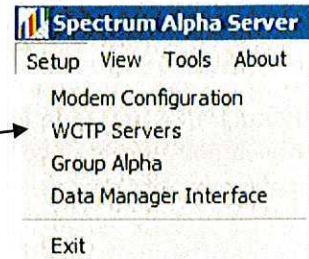 Spectrum Alpha Server
Setup View Tools About
Modem Configuration
WCTP Servers
Group Alpha
Data Manager Interface
Exit